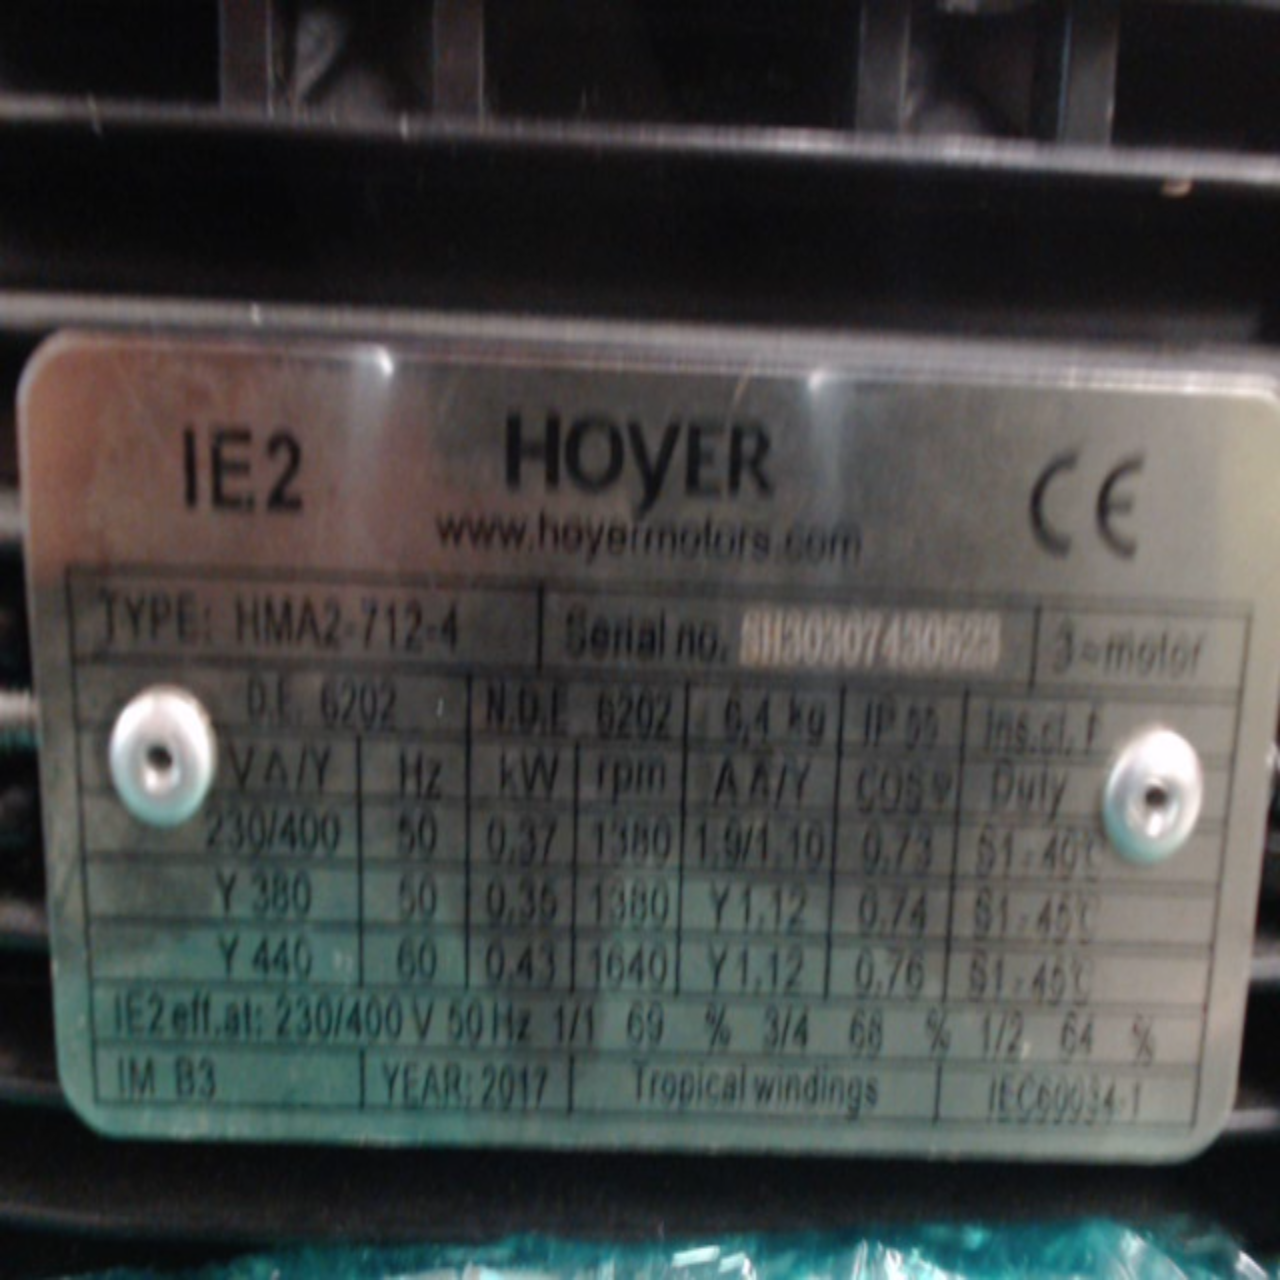 IE2 HOYER CE
www.hoyermotors.com
TYPE: HMA2-712-4 Serial no. 3~motor
D.E. 6202 N.D.E. 6202 6,4 kg IP 55 Ins.cl. F
V Δ/Y Hz kW rpm A Δ/Y COS φ Duty
230/400 50 0.37 1380 1.9/1.10 0.73 S1 - 40℃
Y 380 50 0.35 1380 Y 1.12 0.74 S1 - 45℃
Y 440 60 0.43 1640 Y 1.12 0.76 S1 - 45℃
IE2 eff.at: 230/400 V 50 Hz 1/1 69 % 3/4 68 % 1/2 64 %
IM B3 YEAR: 2017 Tropical windings IEC60034-1